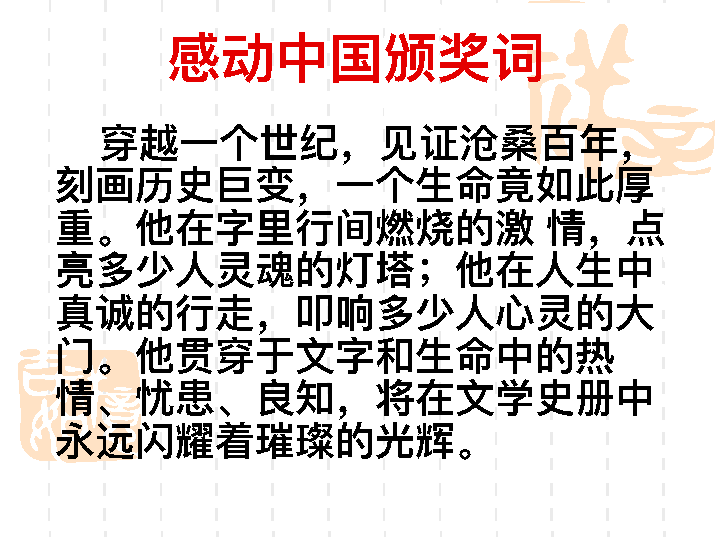 感动中国颁奖词
穿越一个世纪，见证沧桑百年，
刻画历史巨变，一个生命竟如此厚
重。他在字里行间燃烧的激 情，点
亮多少人灵魂的灯塔；他在人生中
真诚的行走，叩响多少人心灵的大
门。他贯穿于文字和生命中的热
情、忧患、良知，将在文学史册中
永远闪耀着璀璨的光辉。